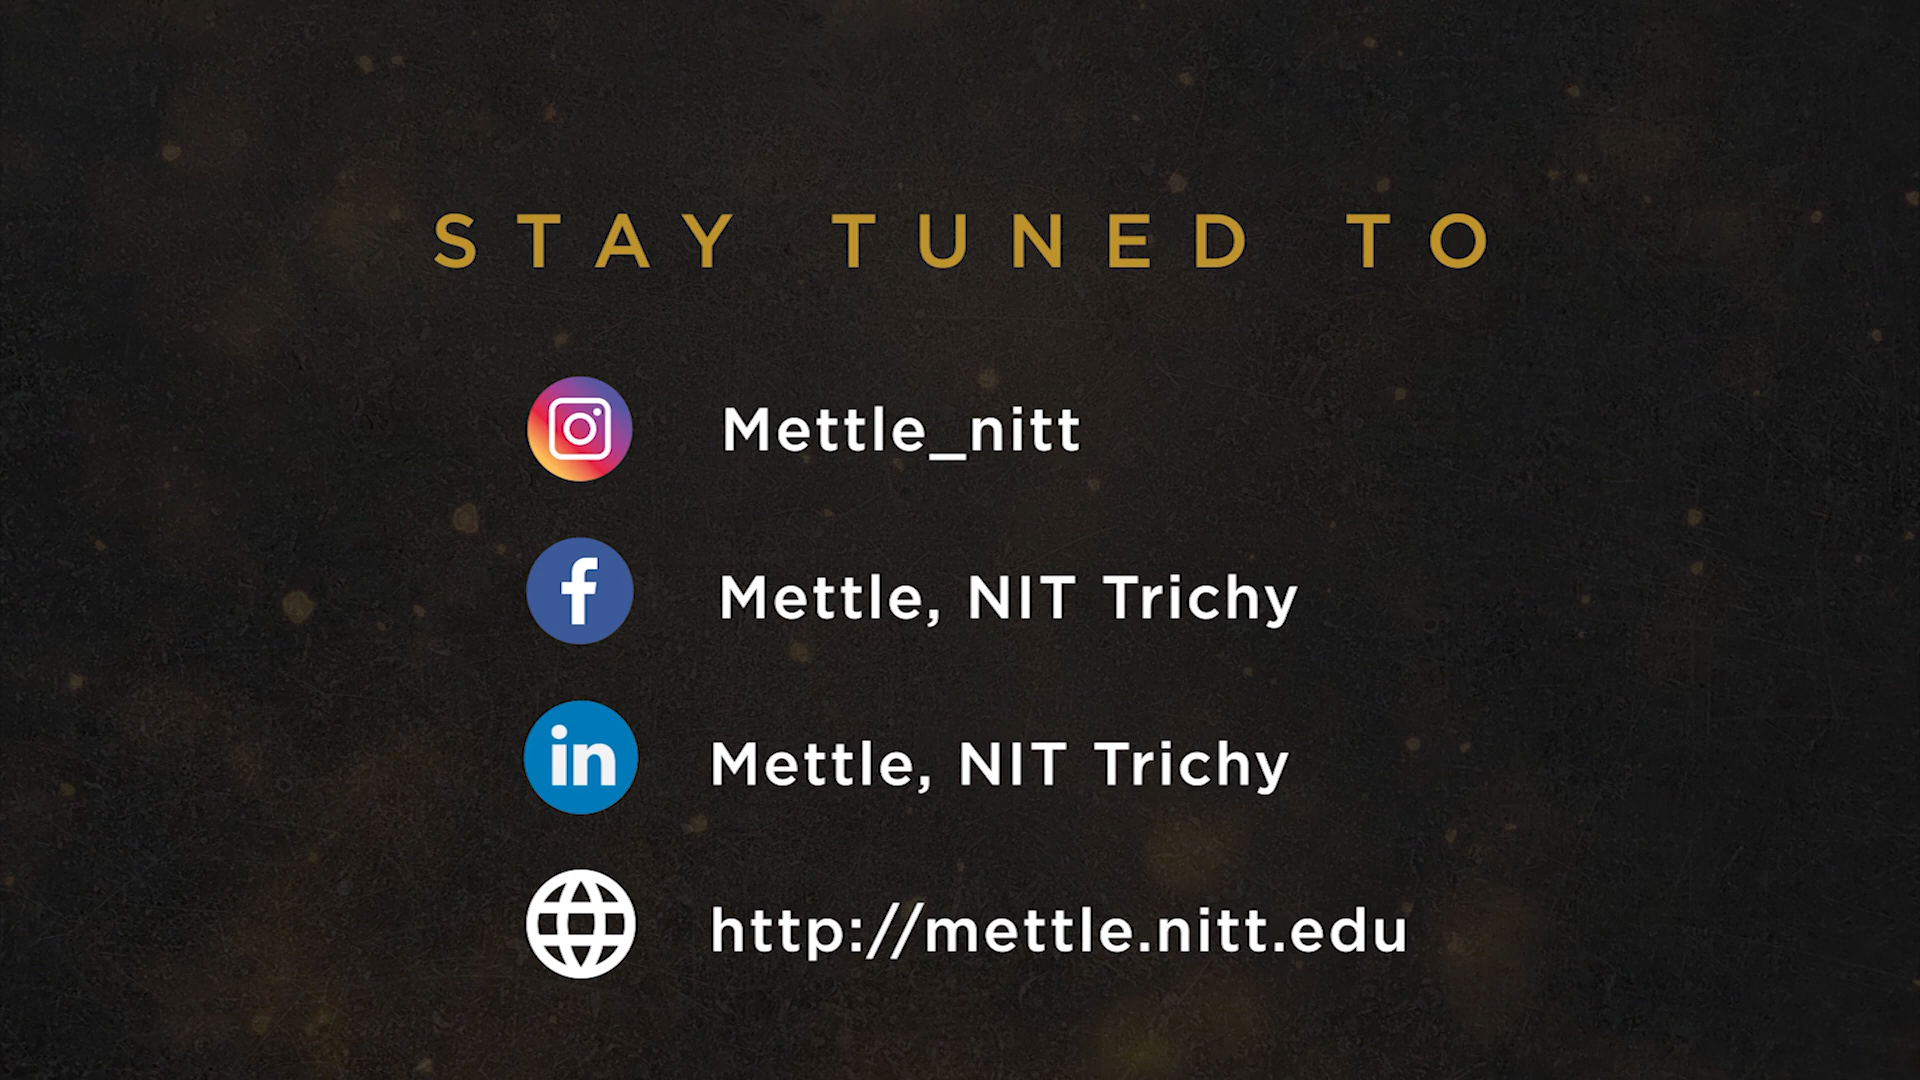 STAY TUNED TO
Mettle_nitt
Mettle, NIT Trichy
Mettle, NIT Trichy
http://mettle.nitt.edu